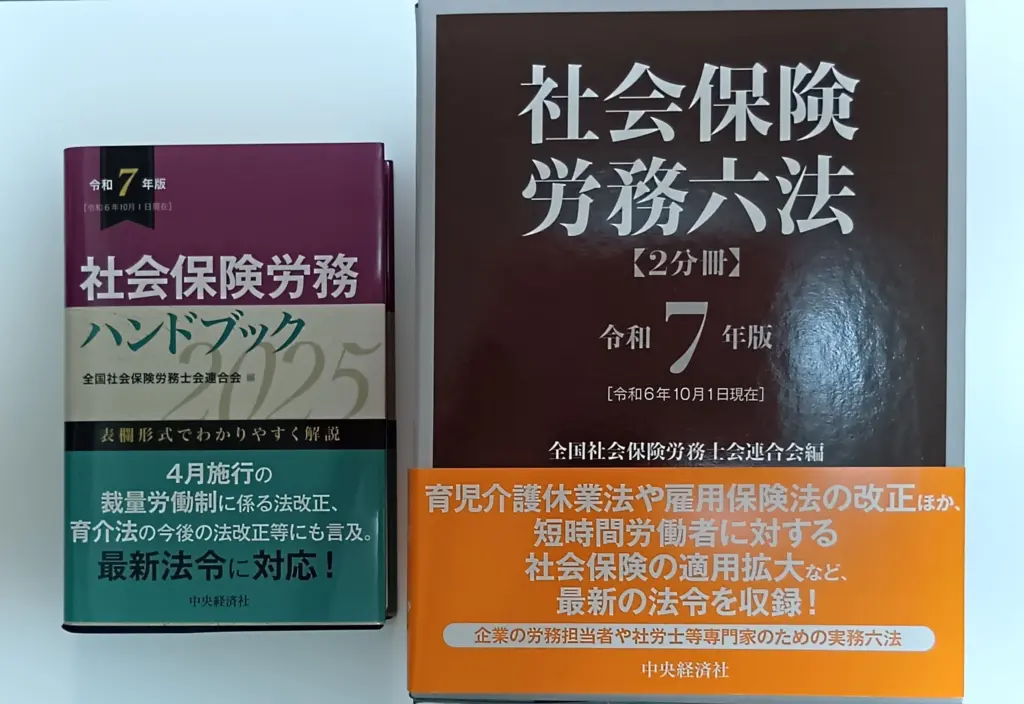 令和7年版
［令和6年10月1日現在］
社会保険労務
ハンドブック
2025
全国社会保険労務士会連合会 編
表欄形式でわかりやすく解説
4月施行の
裁量労働制に係る法改正、
育介法の今後の法改正等にも言及。
最新法令に対応！
中央経済社
社会保険
労務六法
【2分冊】
令和7年版
［令和6年10月1日現在］
全国社会保険労務士会連合会編
育児介護休業法や雇用保険法の改正ほか、
短時間労働者に対する
社会保険の適用拡大など、
最新の法令を収録！
企業の労務担当者や社労士等専門家のための実務六法
中央経済社